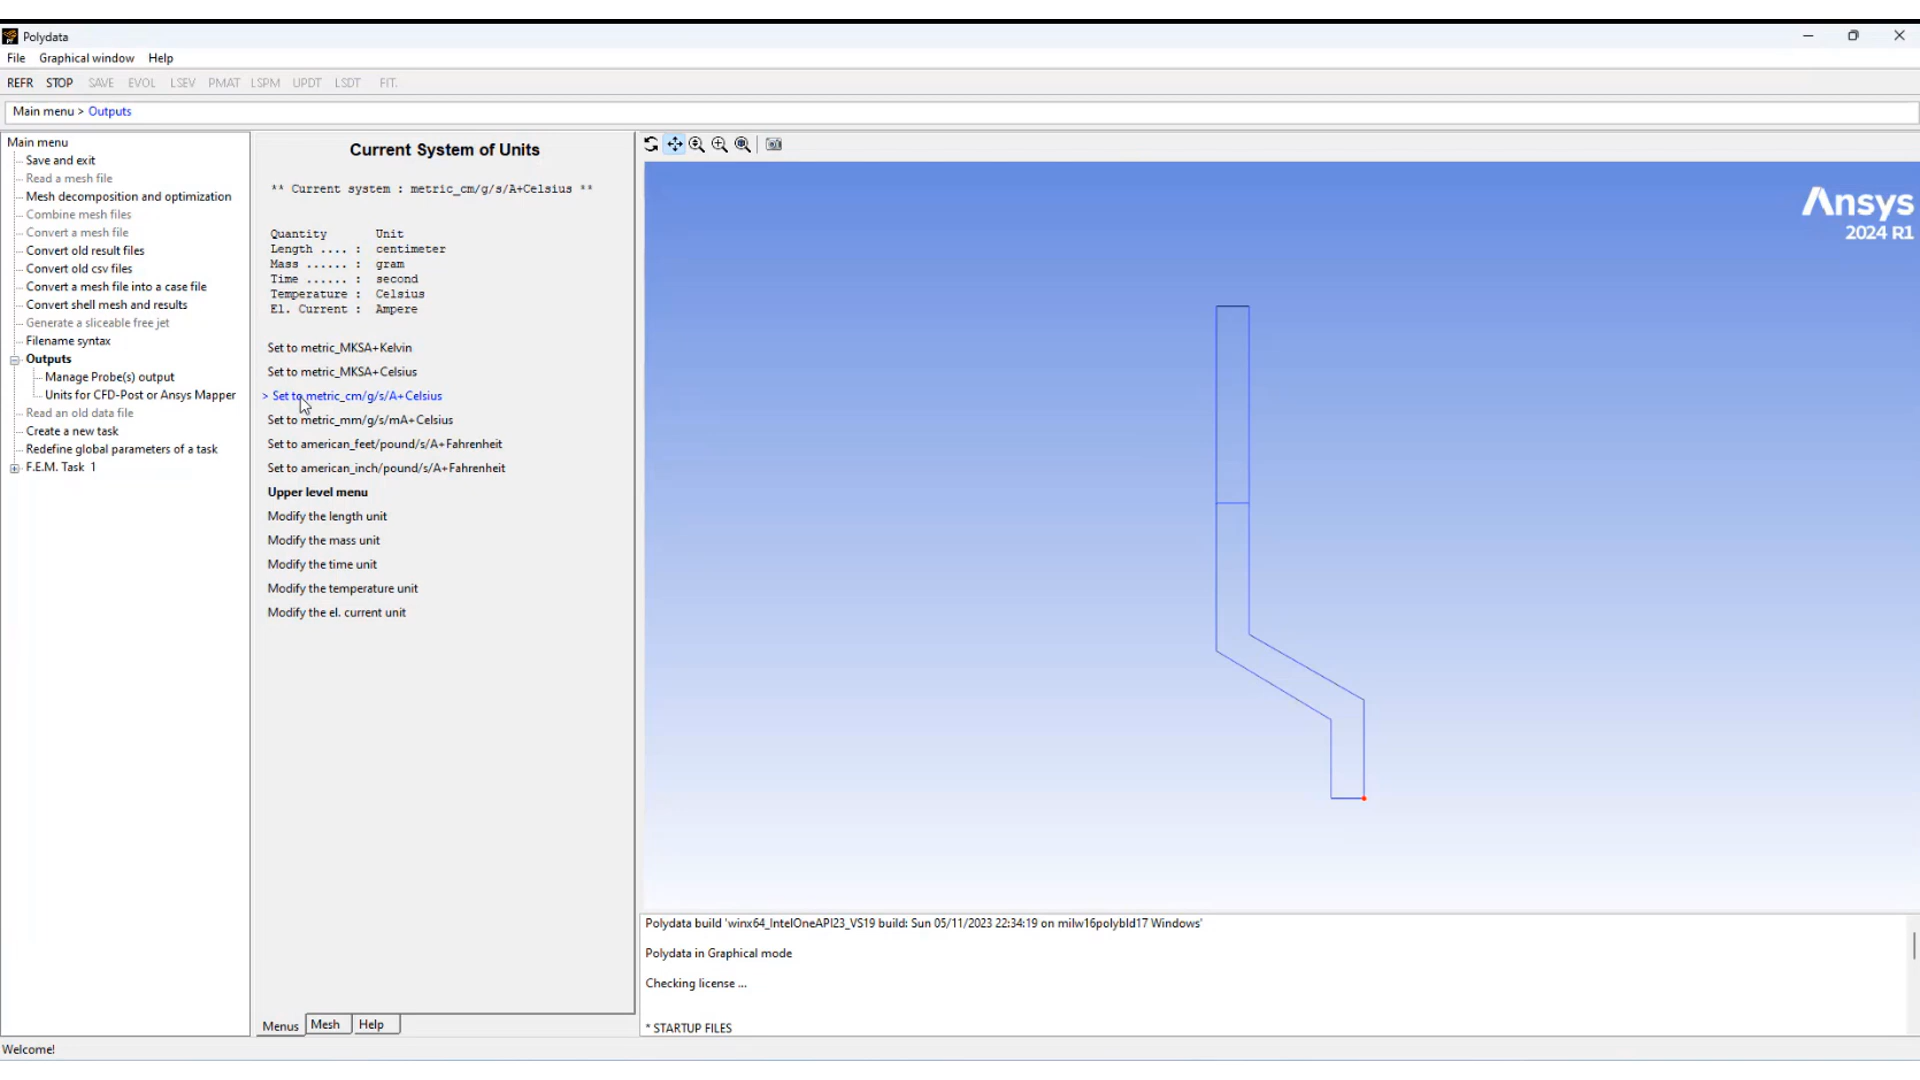 Polydata
File Graphical window Help
REFR STOP SAVE EVOL LSEV PMAT LSPM UPDT LSDT FIT.
Main menu > Outputs
Main menu
Save and exit
Read a mesh file
Mesh decomposition and optimization
Combine mesh files
Convert a mesh file
Convert old result files
Convert old csv files
Convert a mesh file into a case file
Convert shell mesh and results
Generate a sliceable free jet
Filename syntax
Outputs
Manage Probe(s) output
Units for CFD-Post or Ansys Mapper
Read an old data file
Create a new task
Redefine global parameters of a task
F.E.M. Task 1
Current System of Units
** Current system : metric_cm/g/s/A+Celsius **
Quantity Unit
Length .... : centimeter
Mass ...... : gram
Time ...... : second
Temperature : Celsius
El. Current : Ampere
Set to metric_MKSA+Kelvin
Set to metric_MKSA+Celsius
> Set to metric_cm/g/s/A+Celsius
Set to metric_mm/g/s/mA+Celsius
Set to american_feet/pound/s/A+Fahrenheit
Set to american_inch/pound/s/A+Fahrenheit
Upper level menu
Modify the length unit
Modify the mass unit
Modify the time unit
Modify the temperature unit
Modify the el. current unit
Menus Mesh Help
Ansys
2024 R1
Polydata build 'winx64_IntelOneAPI23_VS19 build: Sun 05/11/2023 22:34:19 on milw16polybld17 Windows'
Polydata in Graphical mode
Checking license ...
* STARTUP FILES
Welcome!